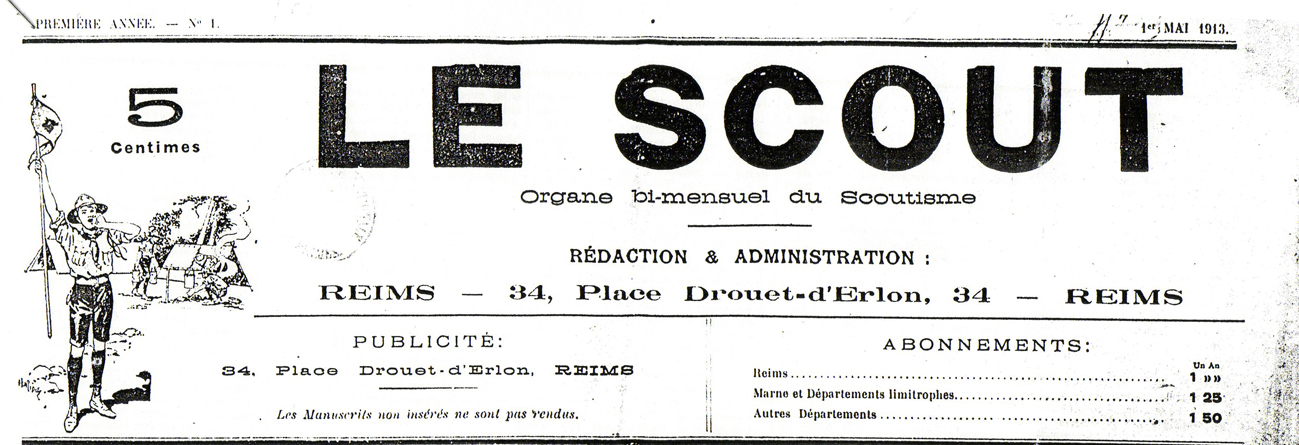 PREMIÈRE ANNÉE. — N° 1.
1er MAI 1913.
5
Centimes
LE SCOUT
Organe bi-mensuel du Scoutisme
RÉDACTION & ADMINISTRATION :
REIMS — 34, Place Drouet-d'Erlon, 34 — REIMS
PUBLICITÉ:
34, Place Drouet-d'Erlon, REIMS
Les Manuscrits non insérés ne sont pas rendus.
ABONNEMENTS:
Un An
Reims........................ 1 »»
Marne et Départements limitrophes........................ 1 25
Autres Départements........................ 1 50